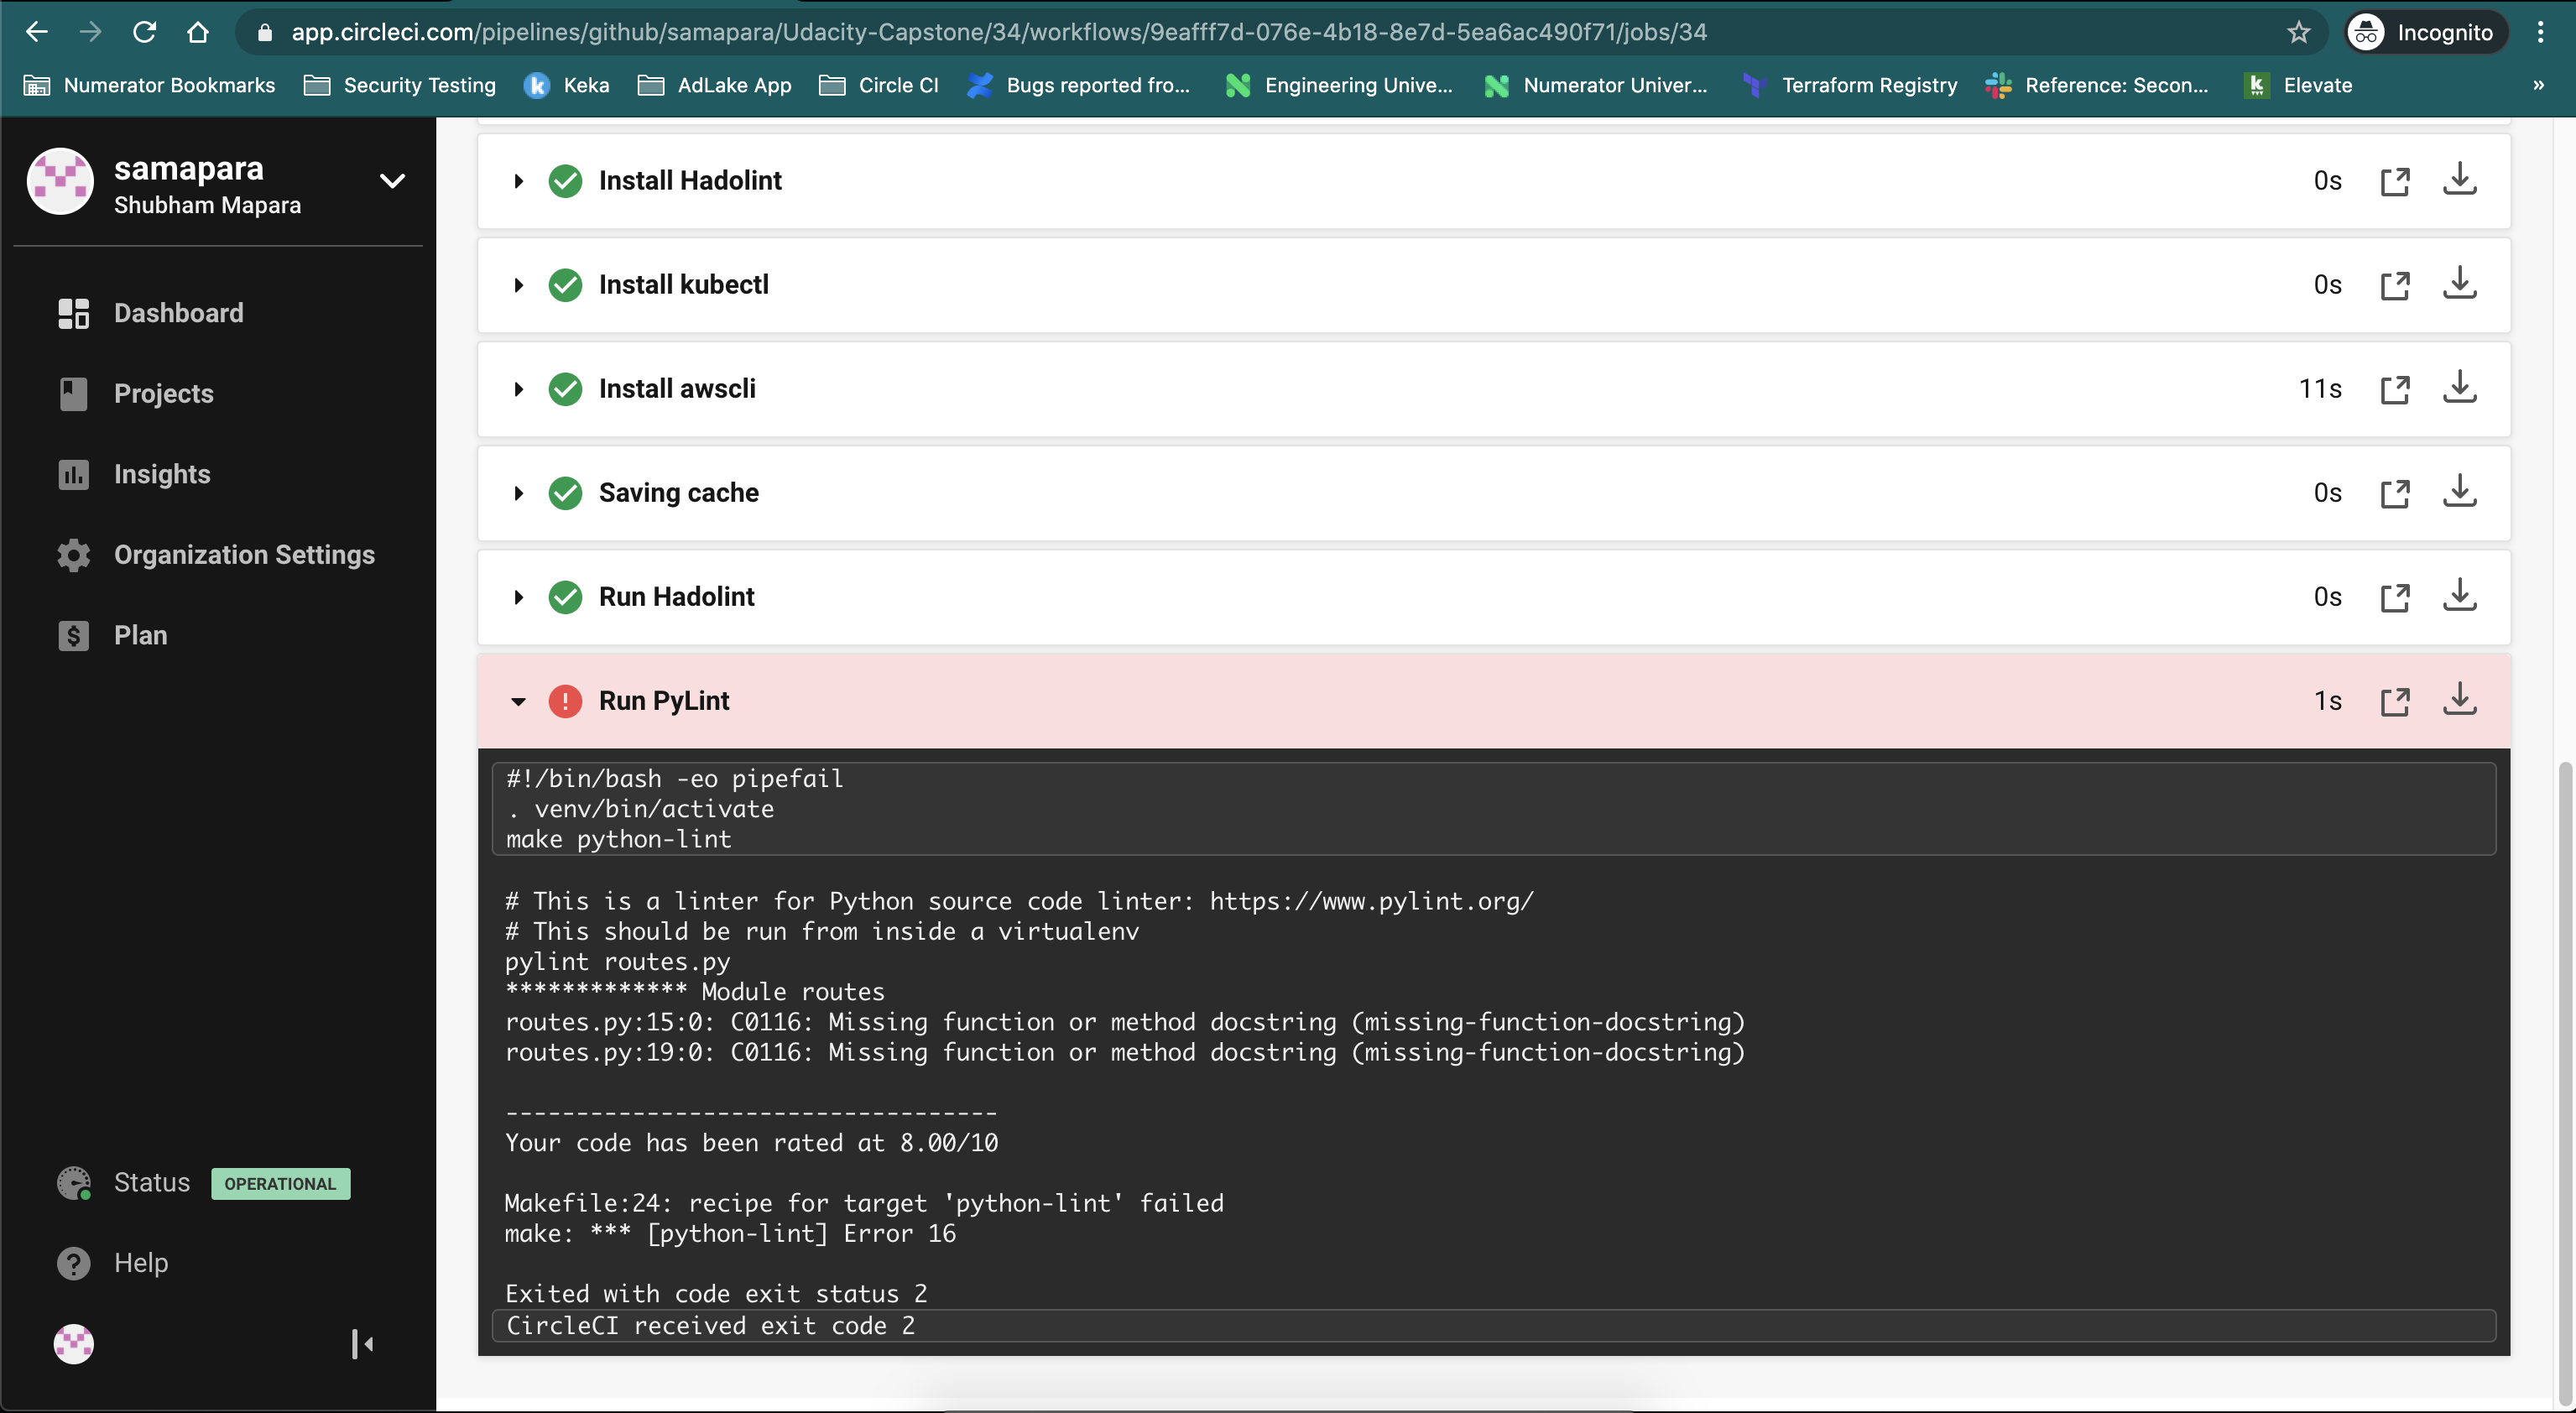 app.circleci.com/pipelines/github/samapara/Udacity-Capstone/34/workflows/9eafff7d-076e-4b18-8e7d-5ea6ac490f71/jobs/34
Incognito
Numerator Bookmarks
Security Testing
Keka
AdLake App
Circle CI
Bugs reported fro...
Engineering Unive...
Numerator Univer...
Terraform Registry
Reference: Secon...
Elevate
»
samapara
Shubham Mapara
Dashboard
Projects
Insights
Organization Settings
Plan
Status OPERATIONAL
Help
Install Hadolint 0s
Install kubectl 0s
Install awscli 11s
Saving cache 0s
Run Hadolint 0s
Run PyLint 1s
#!/bin/bash -eo pipefail
. venv/bin/activate
make python-lint
# This is a linter for Python source code linter: https://www.pylint.org/
# This should be run from inside a virtualenv
pylint routes.py
************* Module routes
routes.py:15:0: C0116: Missing function or method docstring (missing-function-docstring)
routes.py:19:0: C0116: Missing function or method docstring (missing-function-docstring)
-----------------------------------
Your code has been rated at 8.00/10
Makefile:24: recipe for target 'python-lint' failed
make: *** [python-lint] Error 16
Exited with code exit status 2
CircleCI received exit code 2